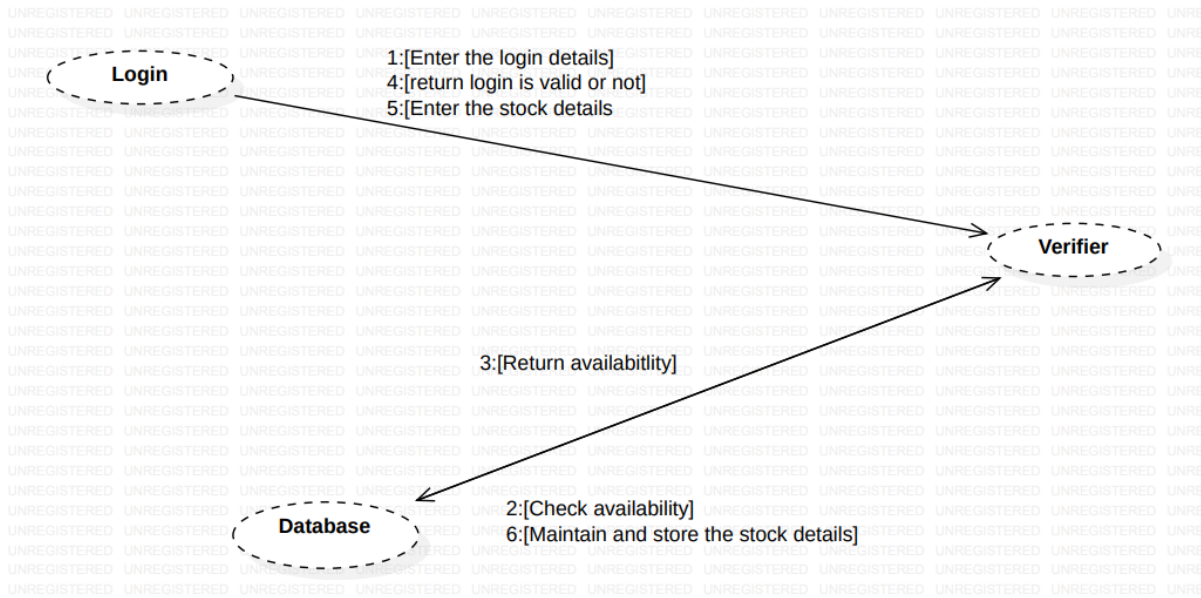 Login
1:[Enter the login details]
4:[return login is valid or not]
5:[Enter the stock details
Verifier
3:[Return availabitlity]
Database
2:[Check availability]
6:[Maintain and store the stock details]
UNREGISTERED